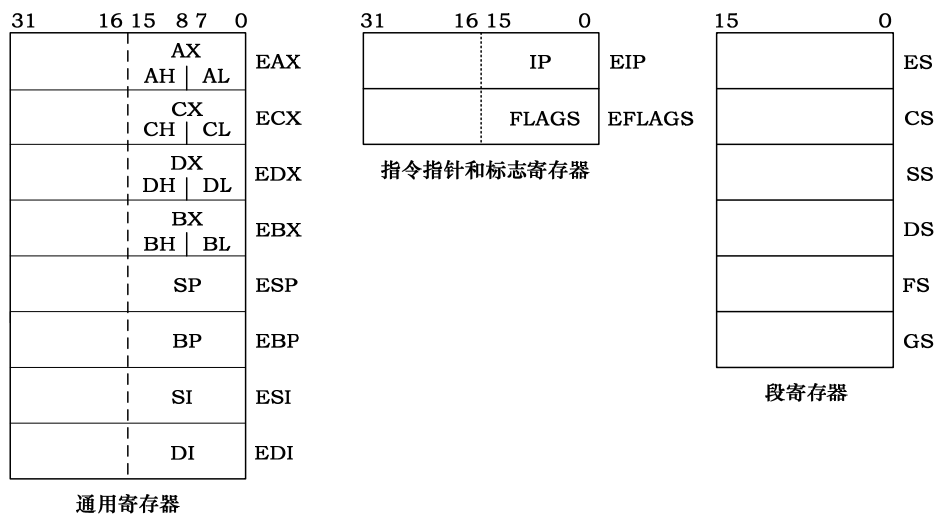 31 16 15 8 7 0
AX
AH AL
EAX
CX
CH CL
ECX
DX
DH DL
EDX
BX
BH BL
EBX
SP
ESP
BP
EBP
SI
ESI
DI
EDI
通用寄存器
31 16 15 0
IP
EIP
FLAGS
EFLAGS
指令指针和标志寄存器
15 0
ES
CS
SS
DS
FS
GS
段寄存器